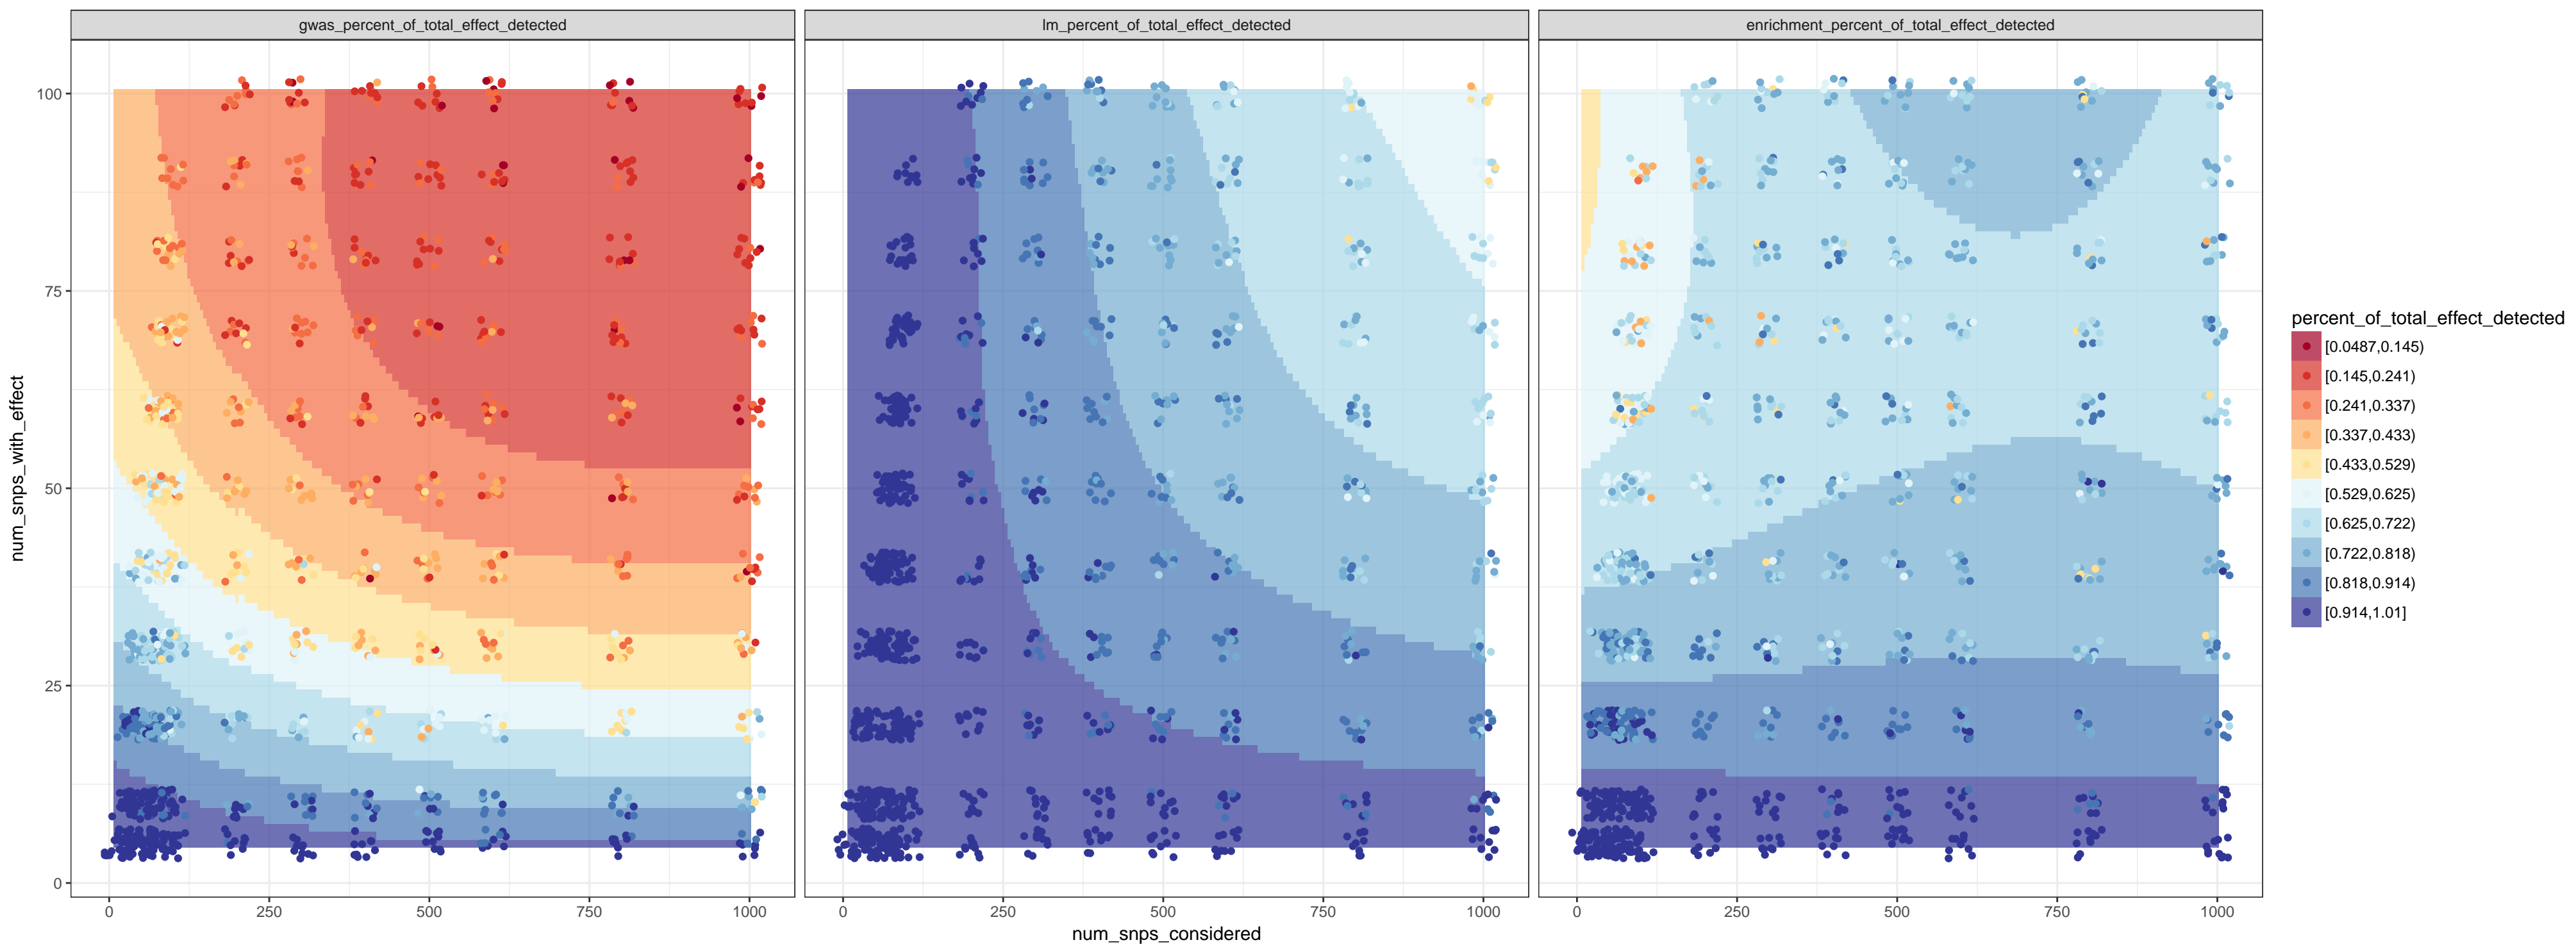 gwas_percent_of_total_effect_detected
lm_percent_of_total_effect_detected
enrichment_percent_of_total_effect_detected
num_snps_with_effect
100
75
50
25
0
0 250 500 750 1000
0 250 500 750 1000
0 250 500 750 1000
num_snps_considered
percent_of_total_effect_detected
[0.0487,0.145)
[0.145,0.241)
[0.241,0.337)
[0.337,0.433)
[0.433,0.529)
[0.529,0.625)
[0.625,0.722)
[0.722,0.818)
[0.818,0.914)
[0.914,1.01]